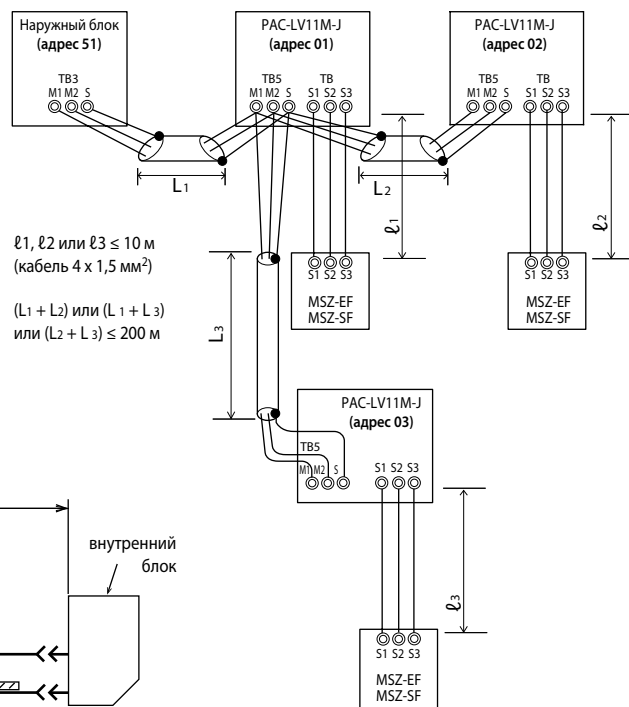 Наружный блок
(адрес 51)
TB3
M1 M2 S
PAC-LV11M-J
(адрес 01)
TB5 TB
M1 M2 S S1 S2 S3
PAC-LV11M-J
(адрес 02)
TB5 TB
M1 M2 S S1 S2 S3
L1
L2
ℓ1
ℓ2
ℓ1, ℓ2 или ℓ3 ≤ 10 м
(кабель 4 x 1,5 мм²)
(L1 + L2) или (L 1 + L 3)
или (L2 + L 3) ≤ 200 м
L3
S1 S2 S3
MSZ-EF
MSZ-SF
S1 S2 S3
MSZ-EF
MSZ-SF
PAC-LV11M-J
(адрес 03)
TB5
M1 M2 S S1 S2 S3
внутренний
блок
ℓ3
S1 S2 S3
MSZ-EF
MSZ-SF